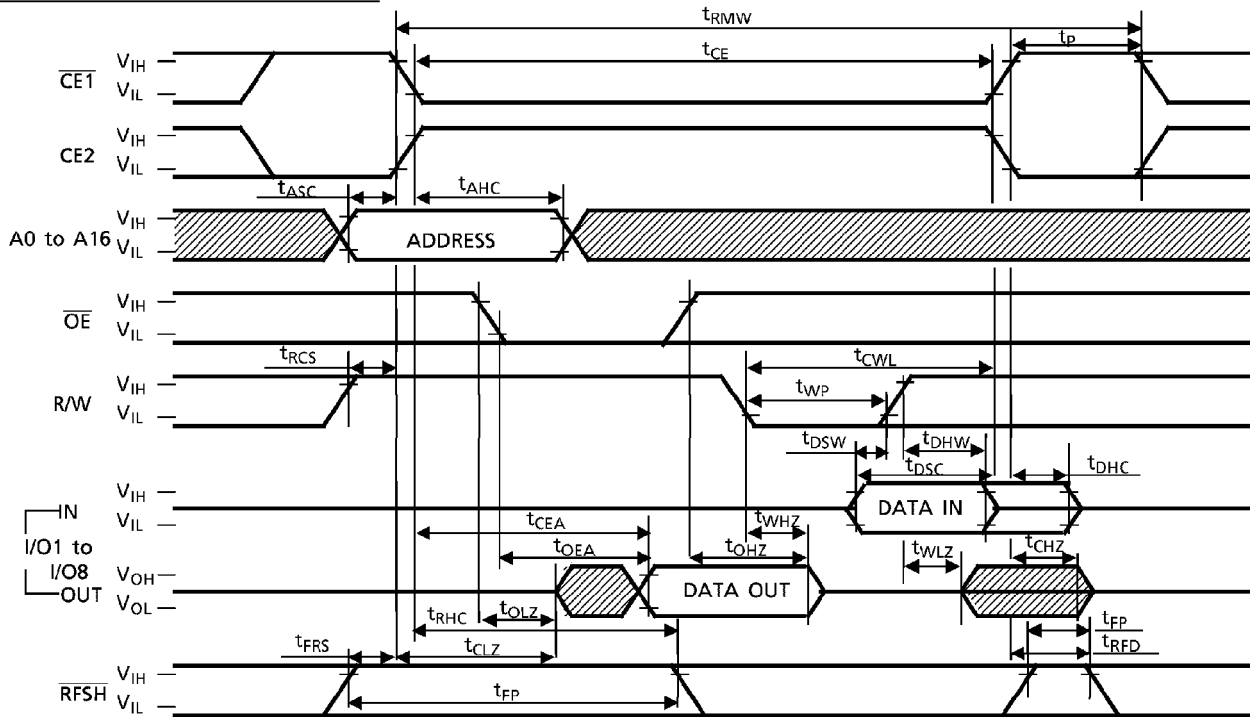 tRMW
tCE
tP
CE1
VIH
VIL
CE2
VIH
VIL
tASC
tAHC
A0 to A16
VIH
VIL
ADDRESS
OE
VIH
VIL
tRCS
tCWL
R/W
VIH
VIL
tWP
tDSW
tDHW
tDSC
tDHC
IN
VIH
VIL
DATA IN
tCEA
tWHZ
I/O1 to
I/O8
tOEA
tOHZ
tWLZ
tCHZ
OUT
VOH
VOL
DATA OUT
tRHC
tOLZ
tFP
tFRS
tCLZ
tRFD
RFSH
VIH
VIL
tFP